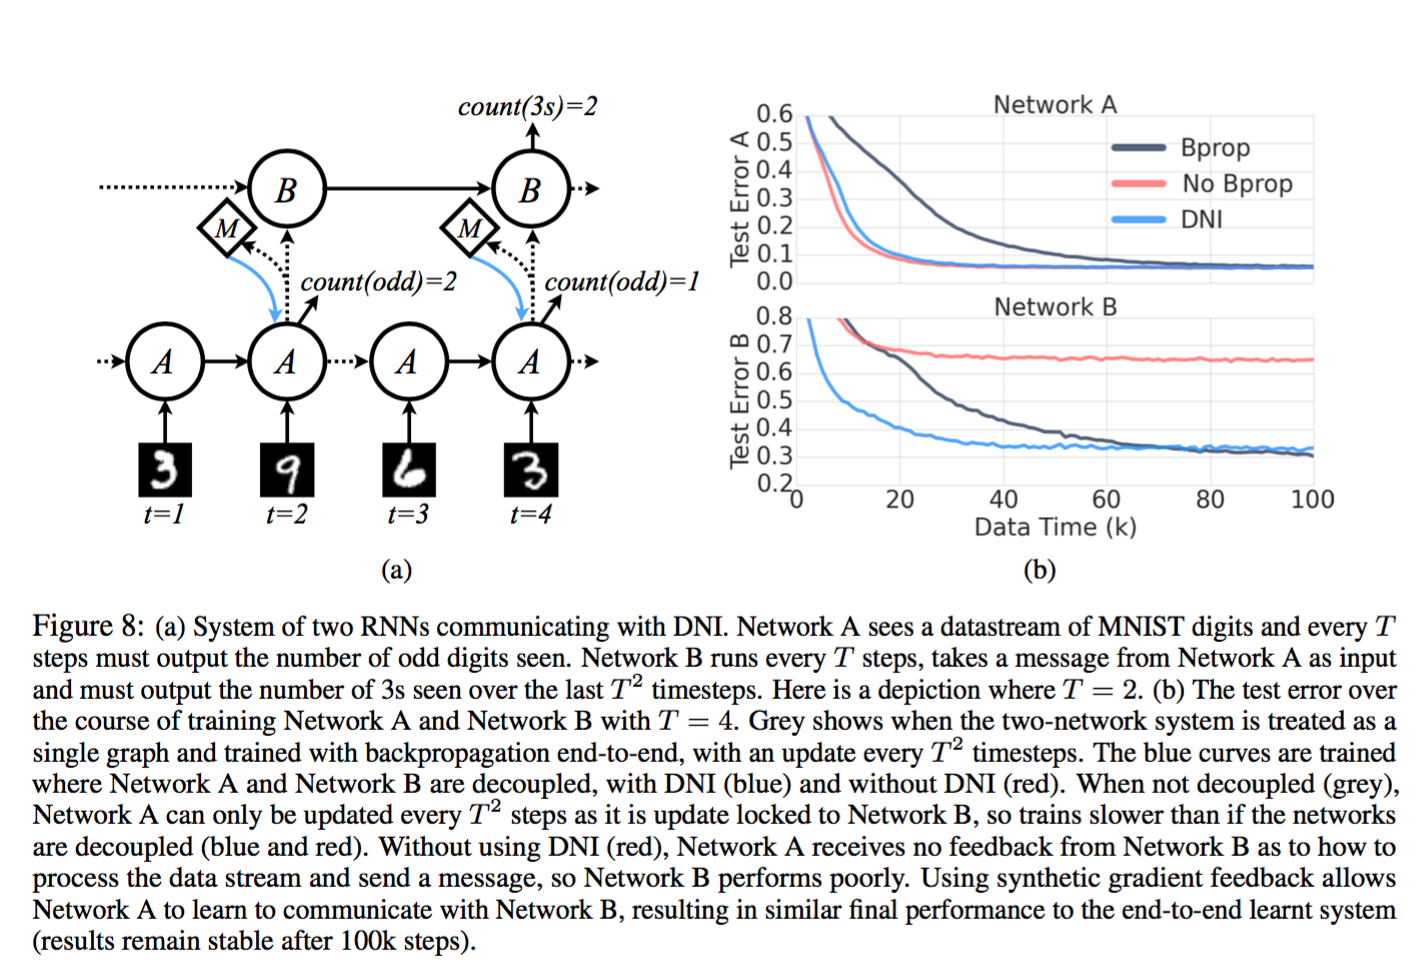 count(3s)=2
B
B
M
M
count(odd)=2
count(odd)=1
A
A
A
A
3
9
6
3
t=1
t=2
t=3
t=4
(a)
Network A
Test Error A
0.6
0.5
0.4
0.3
0.2
0.1
0.0
Bprop
No Bprop
DNI
Network B
Test Error B
0.8
0.7
0.6
0.5
0.4
0.3
0.2
0
20
40
60
80
100
Data Time (k)
(b)
Figure 8: (a) System of two RNNs communicating with DNI. Network A sees a datastream of MNIST digits and every T
steps must output the number of odd digits seen. Network B runs every T steps, takes a message from Network A as input
and must output the number of 3s seen over the last T² timesteps. Here is a depiction where T = 2. (b) The test error over
the course of training Network A and Network B with T = 4. Grey shows when the two-network system is treated as a
single graph and trained with backpropagation end-to-end, with an update every T² timesteps. The blue curves are trained
where Network A and Network B are decoupled, with DNI (blue) and without DNI (red). When not decoupled (grey),
Network A can only be updated every T² steps as it is update locked to Network B, so trains slower than if the networks
are decoupled (blue and red). Without using DNI (red), Network A receives no feedback from Network B as to how to
process the data stream and send a message, so Network B performs poorly. Using synthetic gradient feedback allows
Network A to learn to communicate with Network B, resulting in similar final performance to the end-to-end learnt system
(results remain stable after 100k steps).